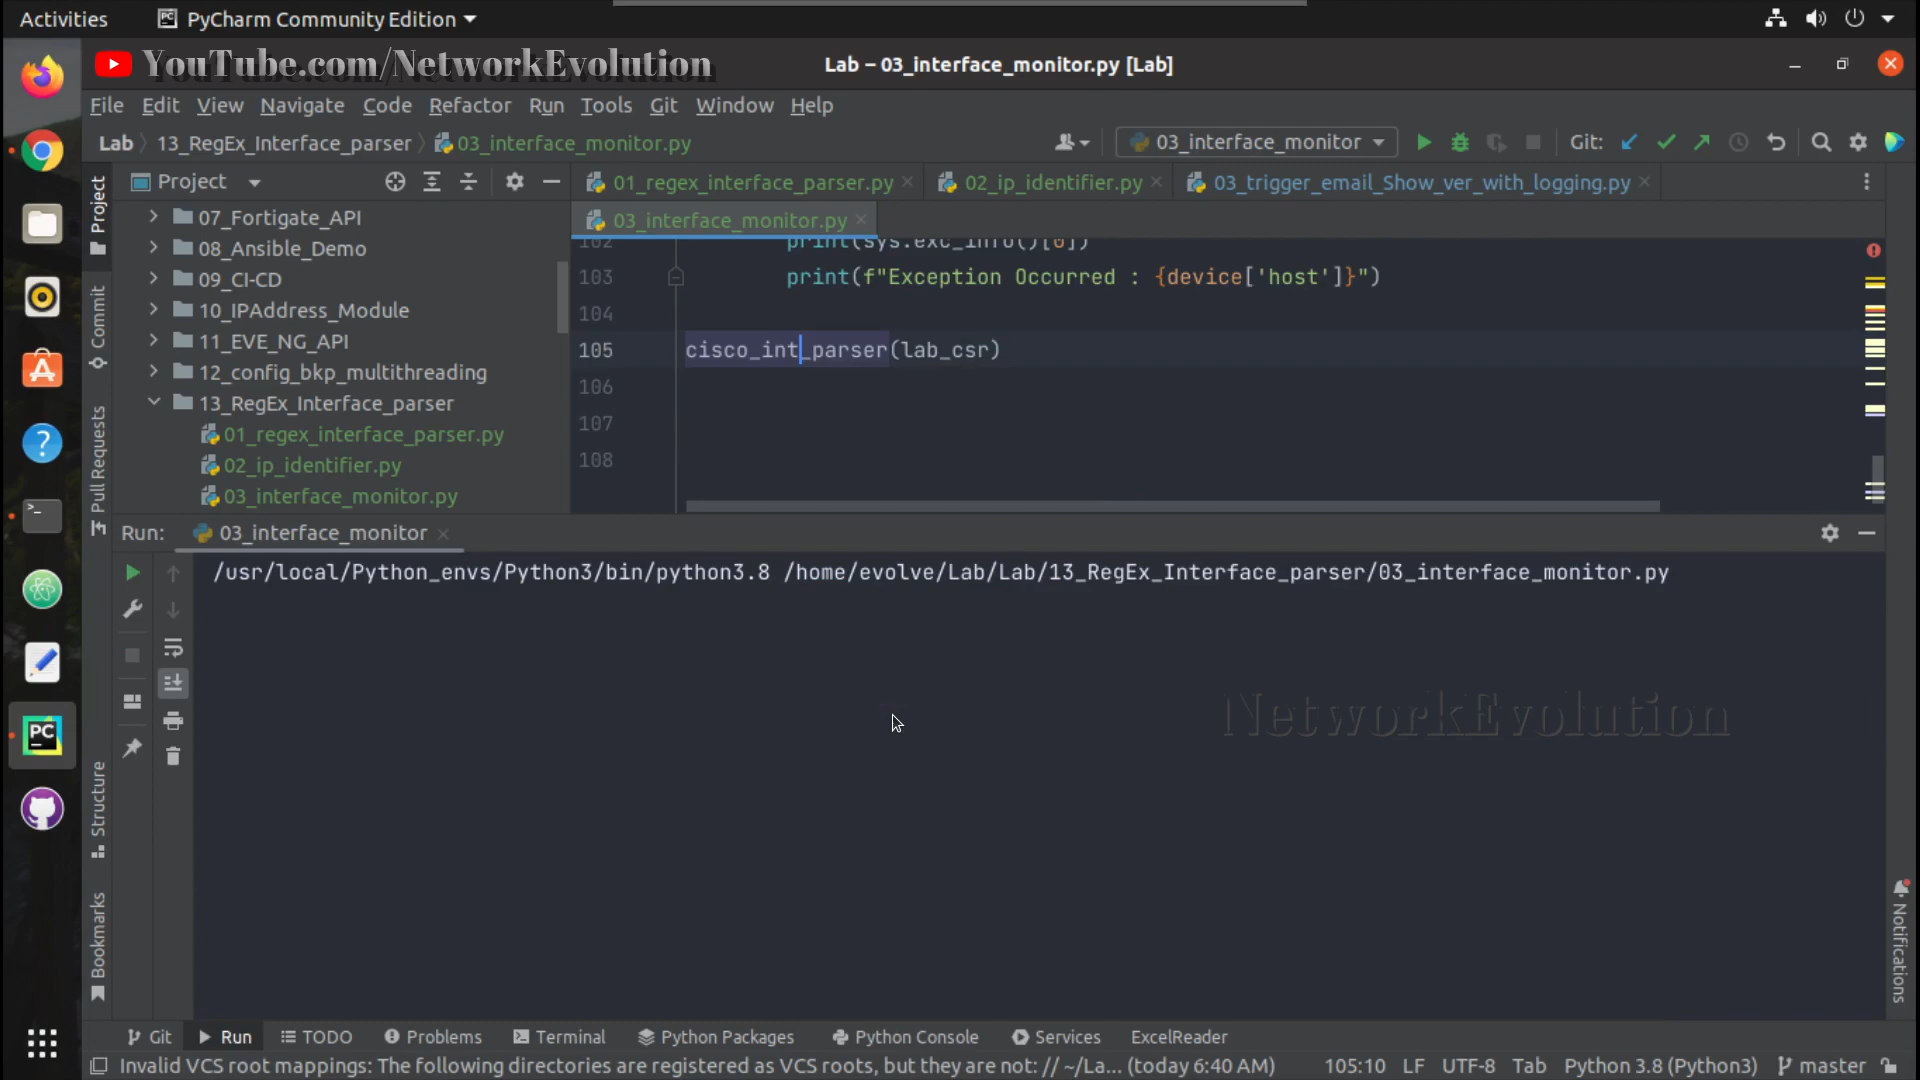 Activities PyCharm Community Edition
YouTube.com/NetworkEvolution Lab – 03_interface_monitor.py [Lab]
File Edit View Navigate Code Refactor Run Tools Git Window Help
Lab 13_RegEx_Interface_parser 03_interface_monitor.py 03_interface_monitor Git:
Project 01_regex_interface_parser.py 02_ip_identifier.py 03_trigger_email_Show_ver_with_logging.py
03_interface_monitor.py
07_Fortigate_API
08_Ansible_Demo
09_CI-CD
10_IPAddress_Module
11_EVE_NG_API
12_config_bkp_multithreading
13_RegEx_Interface_parser
01_regex_interface_parser.py
02_ip_identifier.py
03_interface_monitor.py
102 print(sys.exc_info()[0])
103 print(f"Exception Occurred : {device['host']}")
104
105 cisco_int_parser(lab_csr)
106
107
108
Project
Commit
Pull Requests
Structure
Bookmarks
Notifications
Run: 03_interface_monitor
/usr/local/Python_envs/Python3/bin/python3.8 /home/evolve/Lab/Lab/13_RegEx_Interface_parser/03_interface_monitor.py
NetworkEvolution
Git Run TODO Problems Terminal Python Packages Python Console Services ExcelReader
Invalid VCS root mappings: The following directories are registered as VCS roots, but they are not: // ~/La... (today 6:40 AM) 105:10 LF UTF-8 Tab Python 3.8 (Python3) master